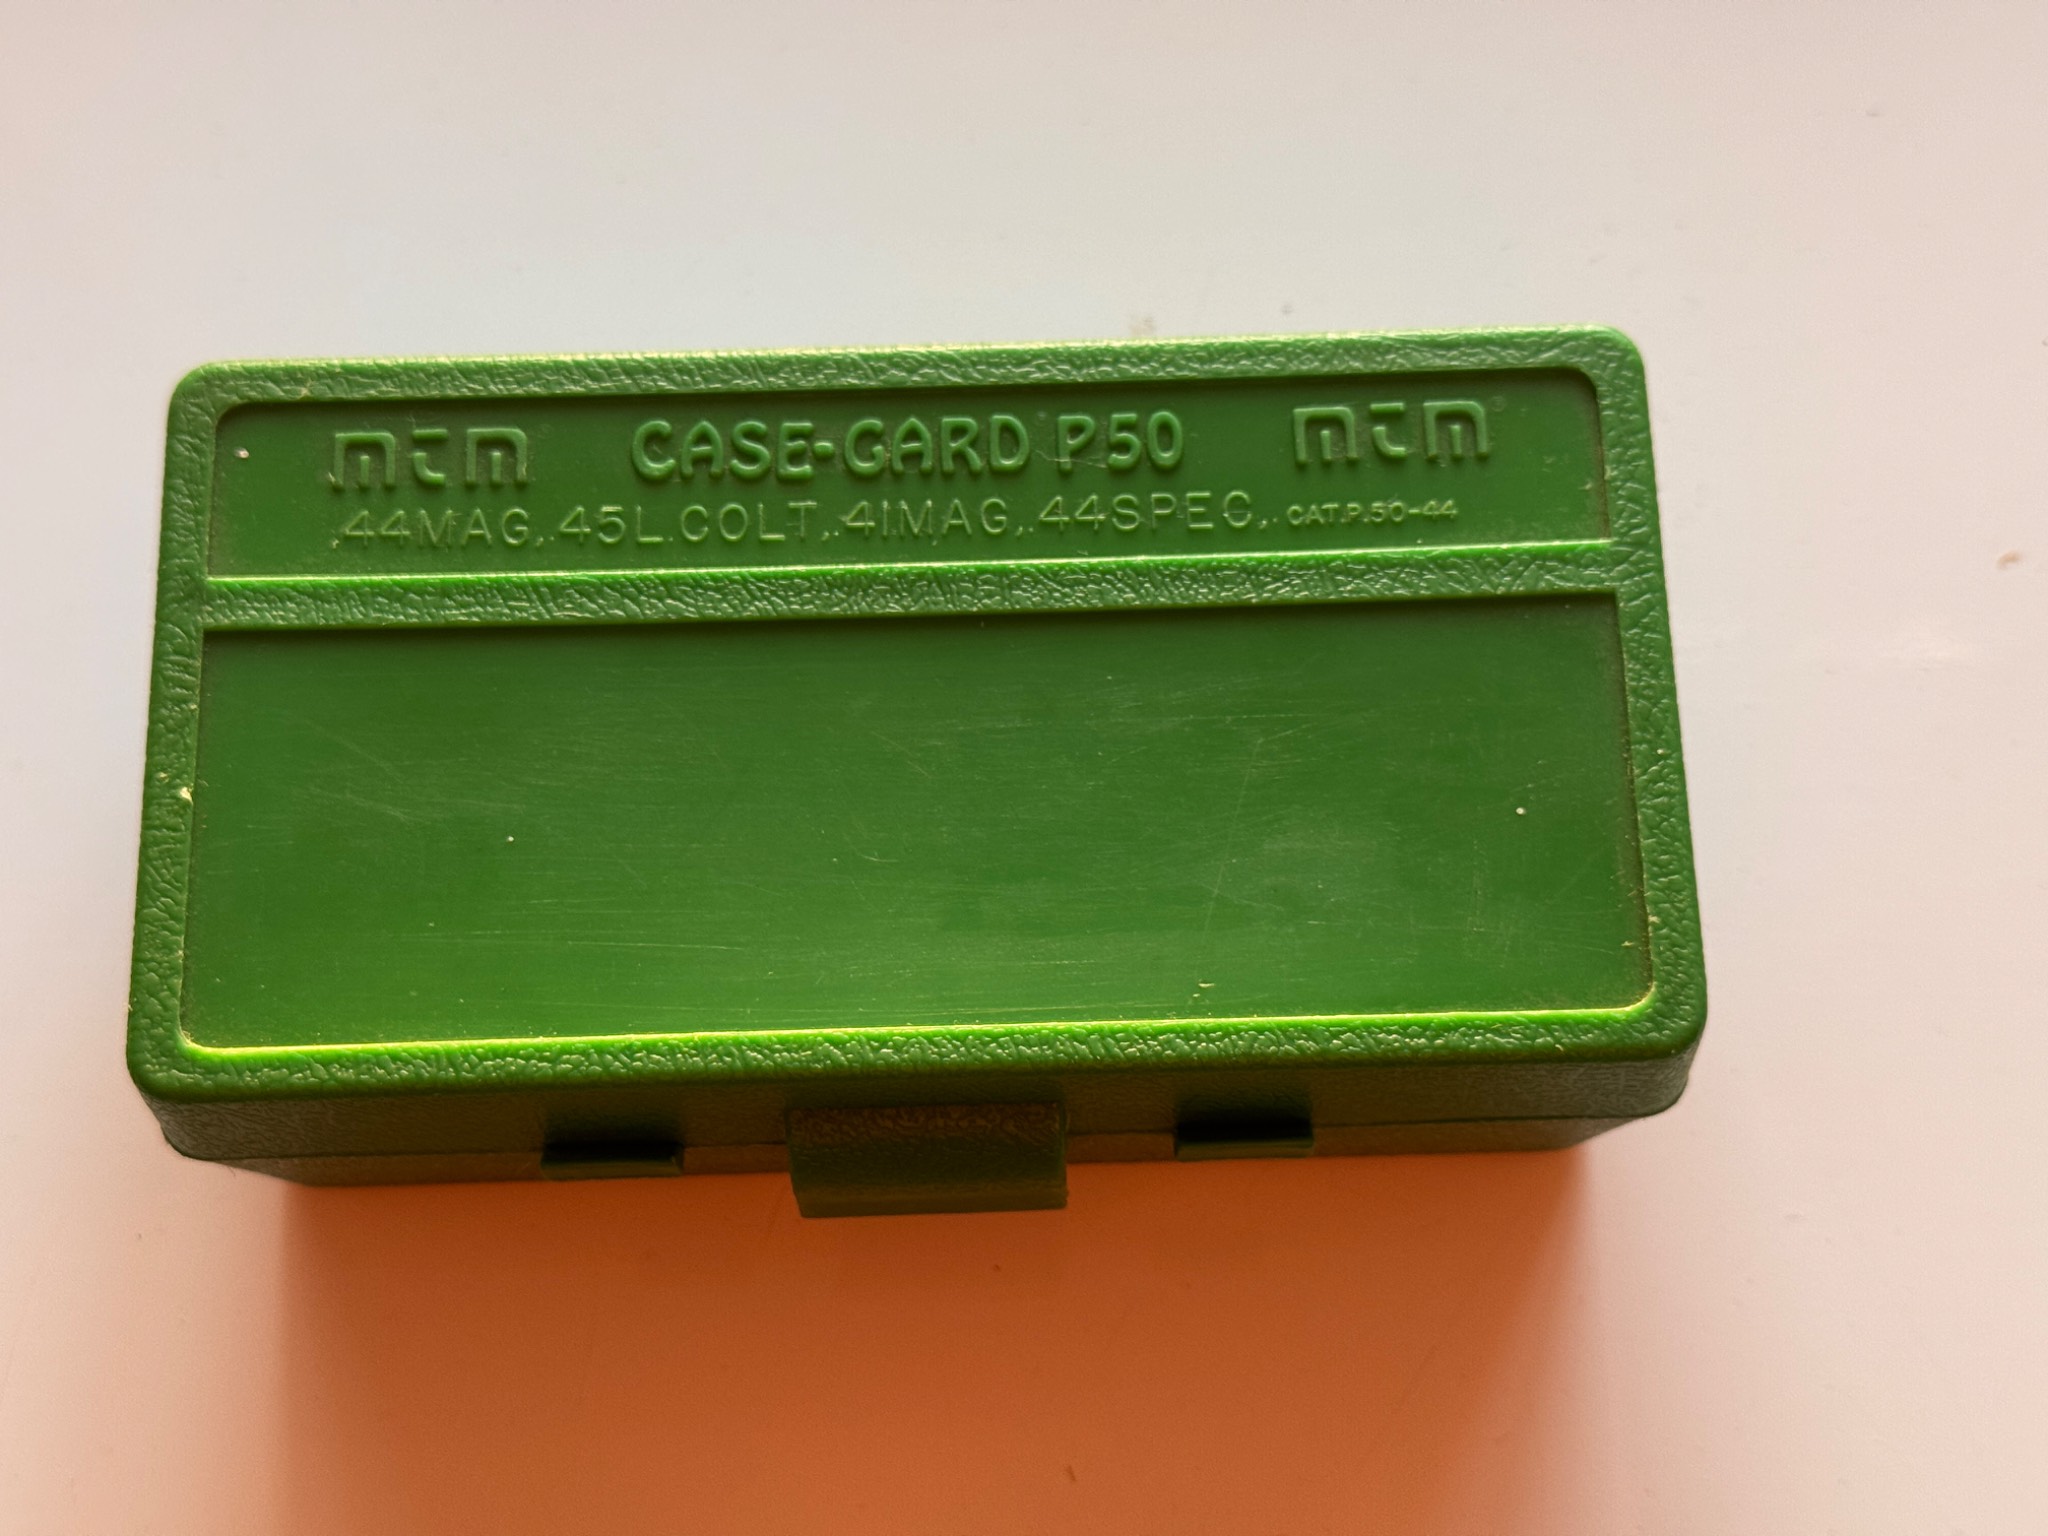 mTm CASE-GARD P50 mTm
.44MAG,.45L.COLT,.41MAG,.44SPEC,. CAT.P.50-44